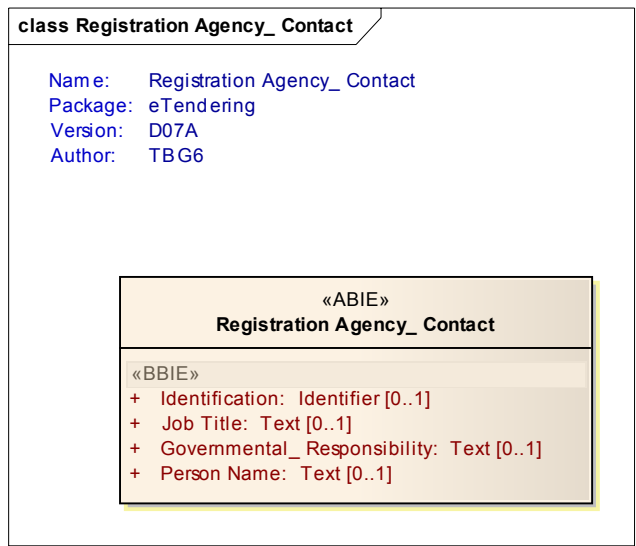 class Registration Agency_ Contact
Name: Registration Agency_ Contact
Package: eTendering
Version: D07A
Author: TBG6
«ABIE»
Registration Agency_ Contact
«BBIE»
+ Identification: Identifier [0..1]
+ Job Title: Text [0..1]
+ Governmental_ Responsibility: Text [0..1]
+ Person Name: Text [0..1]